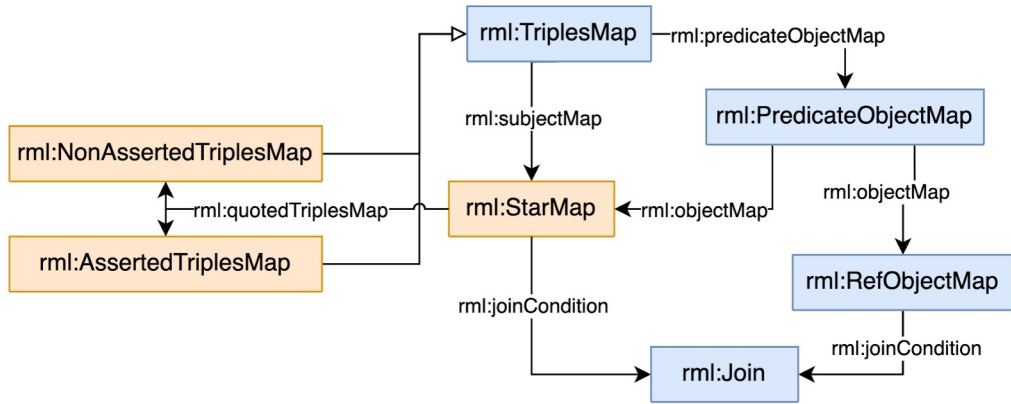 rml:TriplesMap
rml:predicateObjectMap
rml:subjectMap
rml:PredicateObjectMap
rml:NonAssertedTriplesMap
rml:quotedTriplesMap
rml:StarMap
rml:objectMap
rml:objectMap
rml:AssertedTriplesMap
rml:RefObjectMap
rml:joinCondition
rml:joinCondition
rml:Join